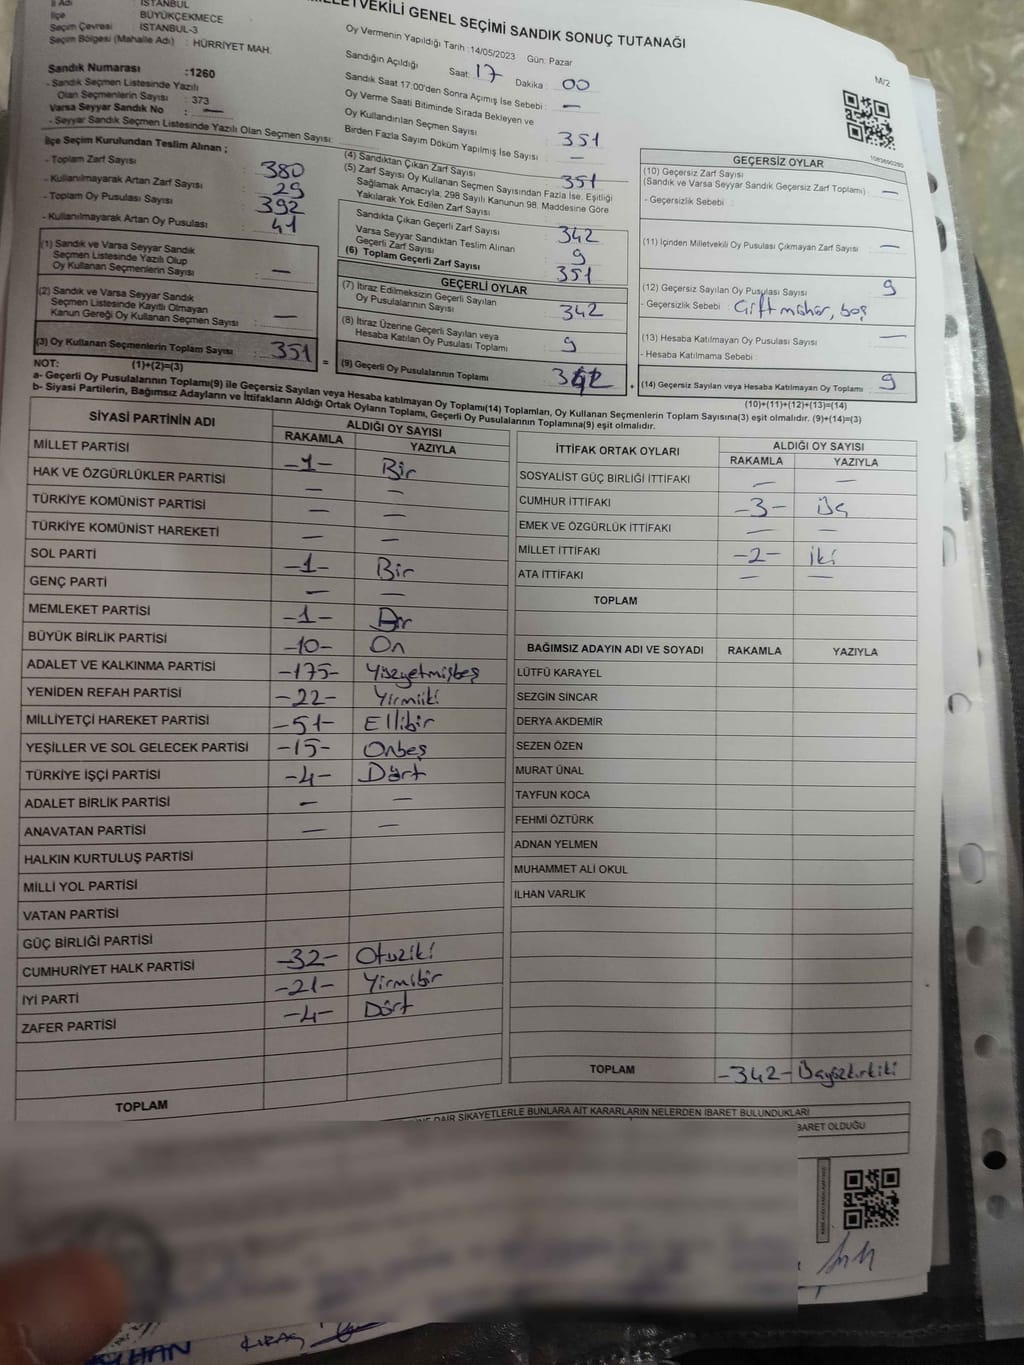 İSTANBUL
İlçe : BÜYÜKÇEKMECE
Seçim Çevresi : İSTANBUL-3
Seçim Bölgesi (Mahalle Adı) : HÜRRİYET MAH.
GENEL SEÇİMİ SANDIK SONUÇ TUTANAĞI
Oy Vermenin Yapıldığı Tarih :14/05/2023 Gün: Pazar
M/2
Sandığın Açıldığı Saat: 17 Dakika : 00
Sandık Saat 17.00'den Sonra Açımış İse Sebebi : —
Oy Verme Saati Bitiminde Sırada Bekleyen ve
Oy Kullandırılan Seçmen Sayısı : 351
Birden Fazla Sayım Döküm Yapılmış İse Sayısı : —
Sandık Numarası :1260
- Sandık Seçmen Listesinde Yazılı
Olan Seçmenlerin Sayısı : 373
Varsa Seyyar Sandık No : —
- Seyyar Sandık Seçmen Listesinde Yazılı Olan Seçmen Sayısı:
İlçe Seçim Kurulundan Teslim Alınan ;
- Toplam Zarf Sayısı : 380
- Kullanılmayarak Artan Zarf Sayısı : 29
- Toplam Oy Pusulası Sayısı : 392
- Kullanılmayarak Artan Oy Pusulası : 41
(1) Sandık ve Varsa Seyyar Sandık
Seçmen Listesinde Yazılı Olup
Oy Kullanan Seçmenlerin Sayısı : —
(2) Sandık ve Varsa Seyyar Sandık
Seçmen Listesinde Kayıtlı Olmayan
Kanun Gereği Oy Kullanan Seçmen Sayısı : —
(3) Oy Kullanan Seçmenlerin Toplam Sayısı : 351
(1)+(2)=(3)
(4) Sandıktan Çıkan Zarf Sayısı : 351
(5) Zarf Sayısı Oy Kullanan Seçmen Sayısından Fazla İse, Eşitliği
Sağlamak Amacıyla, 298 Sayılı Kanunun 98. Maddesine Göre
Yakılarak Yok Edilen Zarf Sayısı
Sandıkta Çıkan Geçerli Zarf Sayısı : 342
Varsa Seyyar Sandıktan Teslim Alınan
Geçerli Zarf Sayısı : 9
(6) Toplam Geçerli Zarf Sayısı : 351
GEÇERLİ OYLAR
(7) İtiraz Edilmeksizin Geçerli Sayılan
Oy Pusulalarının Sayısı : 342
(8) İtiraz Üzerine Geçerli Sayılan veya
Hesaba Katılan Oy Pusulası Toplamı : 9
(9) Geçerli Oy Pusulalarının Toplamı : 342
1083690290
GEÇERSİZ OYLAR
(10) Geçersiz Zarf Sayısı
(Sandık ve Varsa Seyyar Sandık Geçersiz Zarf Toplamı) : —
- Geçersizlik Sebebi :
(11) İçinden Milletvekili Oy Pusulası Çıkmayan Zarf Sayısı : —
(12) Geçersiz Sayılan Oy Pusulası Sayısı : 9
- Geçersizlik Sebebi : Çift mühür, boş
(13) Hesaba Katılmayan Oy Pusulası Sayısı : —
- Hesaba Katılmama Sebebi :
(14) Geçersiz Sayılan veya Hesaba Katılmayan Oy Toplamı : 9
(10)+(11)+(12)+(13)=(14)
NOT:
a- Geçerli Oy Pusulalarının Toplamı(9) ile Geçersiz Sayılan veya Hesaba katılmayan Oy Toplamı(14) Toplamları, Oy Kullanan Seçmenlerin Toplam Sayısına(3) eşit olmalıdır. (9)+(14)=(3)
b- Siyasi Partilerin, Bağımsız Adayların ve İttifakların Aldığı Ortak Oyların Toplamı, Geçerli Oy Pusulalarının Toplamına(9) eşit olmalıdır.
SİYASİ PARTİNİN ADI ALDIĞI OY SAYISI
RAKAMLA YAZIYLA
MİLLET PARTİSİ -1- Bir
HAK VE ÖZGÜRLÜKLER PARTİSİ — —
TÜRKİYE KOMÜNİST PARTİSİ — —
TÜRKİYE KOMÜNİST HAREKETİ — —
SOL PARTİ -1- Bir
GENÇ PARTİ — —
MEMLEKET PARTİSİ -1- Bir
BÜYÜK BİRLİK PARTİSİ -10- On
ADALET VE KALKINMA PARTİSİ -175- Yüzyetmişbeş
YENİDEN REFAH PARTİSİ -22- Yirmiiki
MİLLİYETÇİ HAREKET PARTİSİ -51- Ellibir
YEŞİLLER VE SOL GELECEK PARTİSİ -15- Onbeş
TÜRKİYE İŞÇİ PARTİSİ -4- Dört
ADALET BİRLİK PARTİSİ — —
ANAVATAN PARTİSİ — —
HALKIN KURTULUŞ PARTİSİ
MİLLİ YOL PARTİSİ
VATAN PARTİSİ
GÜÇ BİRLİĞİ PARTİSİ
CUMHURİYET HALK PARTİSİ -32- Otuziki
İYİ PARTİ -21- Yirmibir
ZAFER PARTİSİ -4- Dört
TOPLAM
İTTİFAK ORTAK OYLARI ALDIĞI OY SAYISI
RAKAMLA YAZIYLA
SOSYALİST GÜÇ BİRLİĞİ İTTİFAKI — —
CUMHUR İTTİFAKI -3- Üç
EMEK VE ÖZGÜRLÜK İTTİFAKI — —
MİLLET İTTİFAKI -2- İki
ATA İTTİFAKI — —
TOPLAM
BAĞIMSIZ ADAYIN ADI VE SOYADI RAKAMLA YAZIYLA
LÜTFÜ KARAYEL
SEZGİN SİNCAR
DERYA AKDEMİR
SEZEN ÖZEN
MURAT ÜNAL
TAYFUN KOCA
FEHMİ ÖZTÜRK
ADNAN YELMEN
MUHAMMET ALİ OKUL
İLHAN VARLIK
TOPLAM -342- Üçyüzkırkiki
DAİR ŞİKAYETLERLE BUNLARA AİT KARARLARIN NELERDEN İBARET BULUNDUKLARI
BARET OLDUĞU